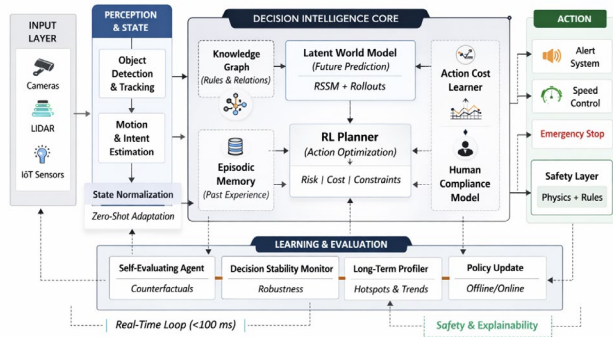 INPUT
LAYER
Cameras
LIDAR
IoT Sensors
PERCEPTION
& STATE
Object
Detection
& Tracking
Motion
& Intent
Estimation
State Normalization
Zero-Shot Adaptation
DECISION INTELLIGENCE CORE
Knowledge
Graph
(Rules & Relations)
Episodic
Memory
(Past Experience)
Latent World Model
(Future Prediction)
RSSM + Rollouts
RL Planner
(Action Optimization)
Risk | Cost | Constraints
Action Cost
Learner
Human
Compliance
Model
ACTION
Alert
System
Speed
Control
Emergency Stop
Safety Layer
Physics + Rules
LEARNING & EVALUATION
Self-Evaluating Agent
Counterfactuals
Decision Stability Monitor
Robustness
Long-Term Profiler
Hotspots & Trends
Policy Update
Offline/Online
Real-Time Loop (<100 ms)
Safety & Explainability